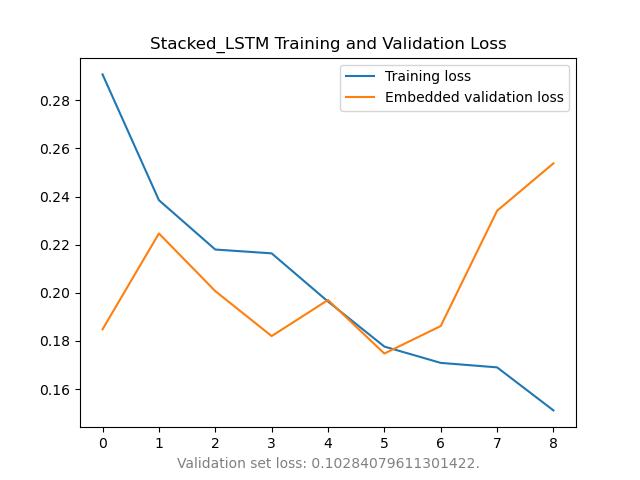 Stacked_LSTM Training and Validation Loss
Training loss
Embedded validation loss
0.28
0.26
0.24
0.22
0.20
0.18
0.16
0 1 2 3 4 5 6 7 8
Validation set loss: 0.10284079611301422.